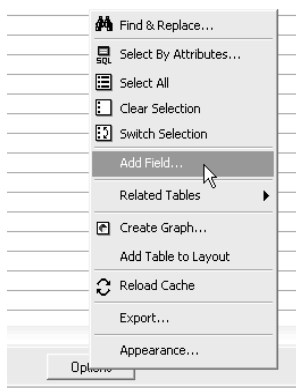 Find & Replace...
SQL Select By Attributes...
Select All
Clear Selection
Switch Selection
Add Field...
Related Tables
Create Graph...
Add Table to Layout
Reload Cache
Export...
Appearance...
Options